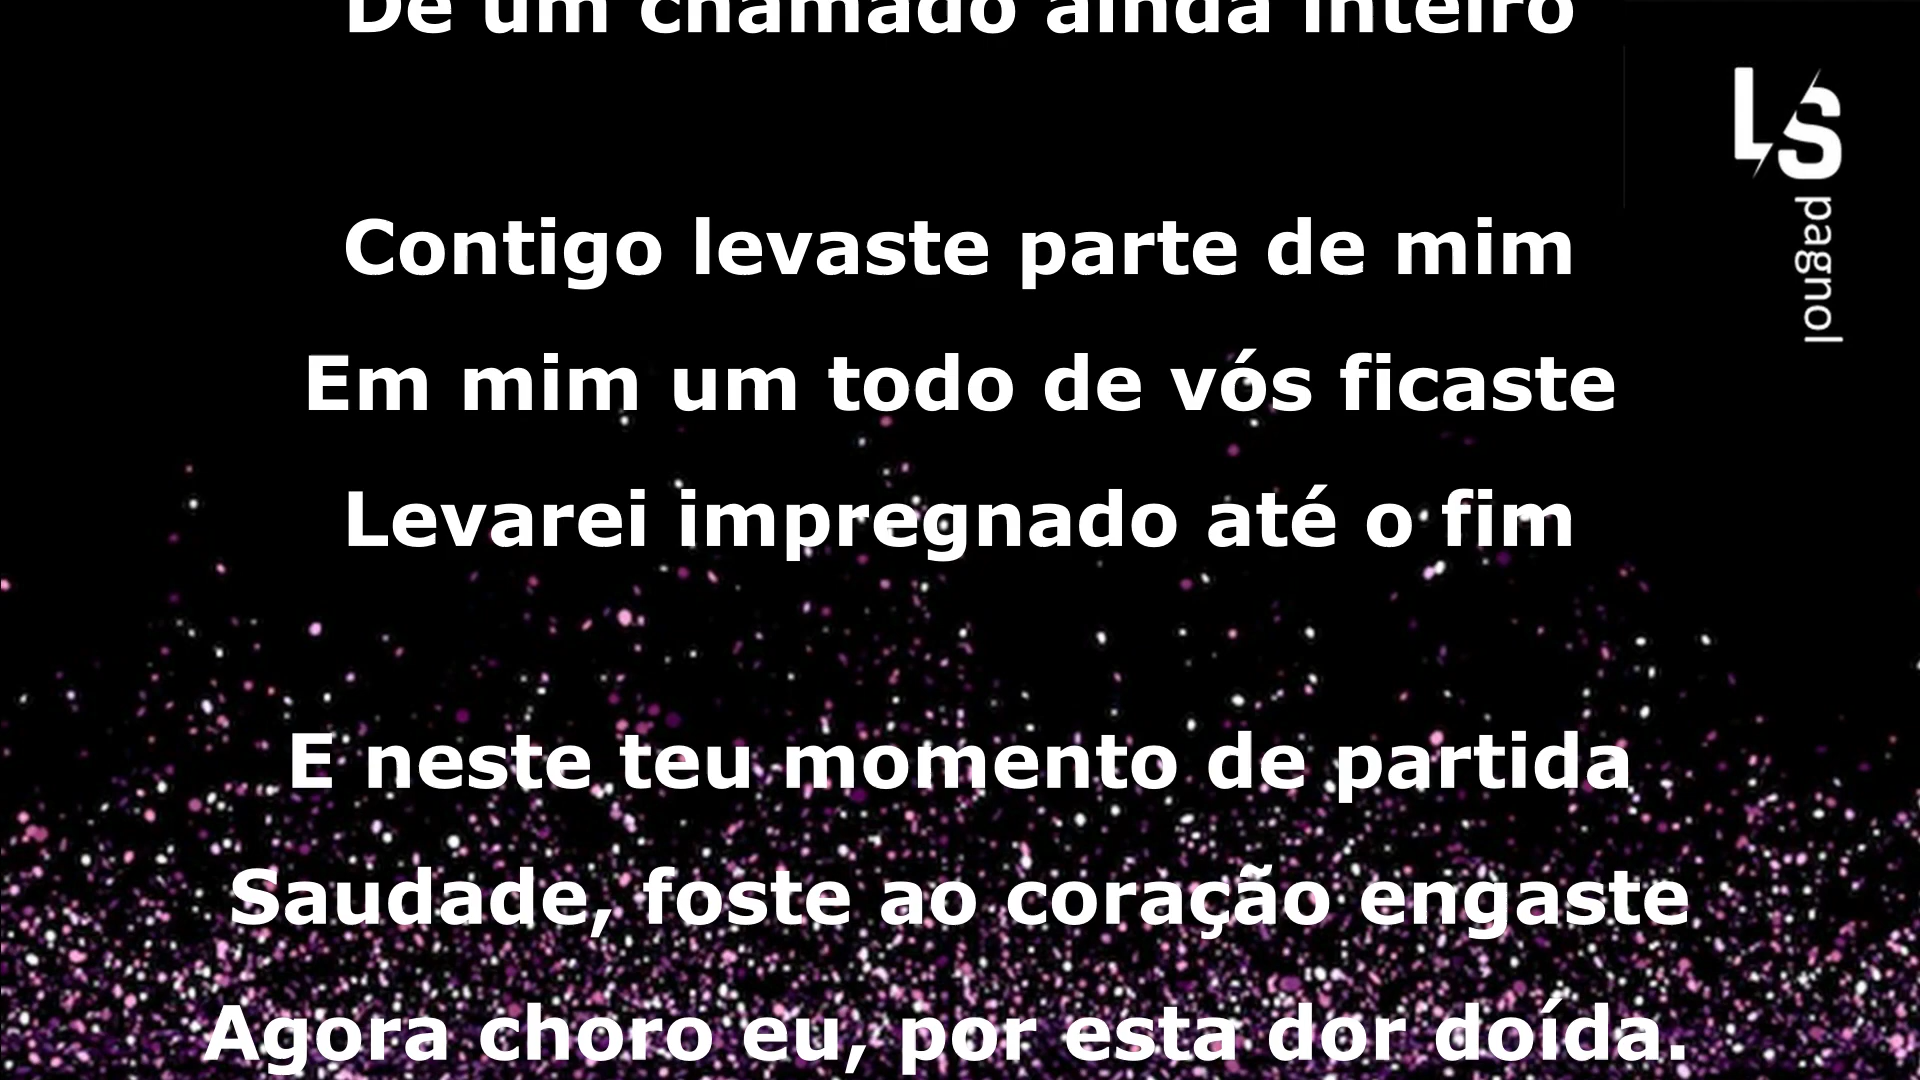 De um chamado ainda inteiro
Contigo levaste parte de mim
Em mim um todo de vós ficaste
Levarei impregnado até o fim
E neste teu momento de partida
Saudade, foste ao coração engaste
Agora choro eu, por esta dor doída.
LS
pagnol